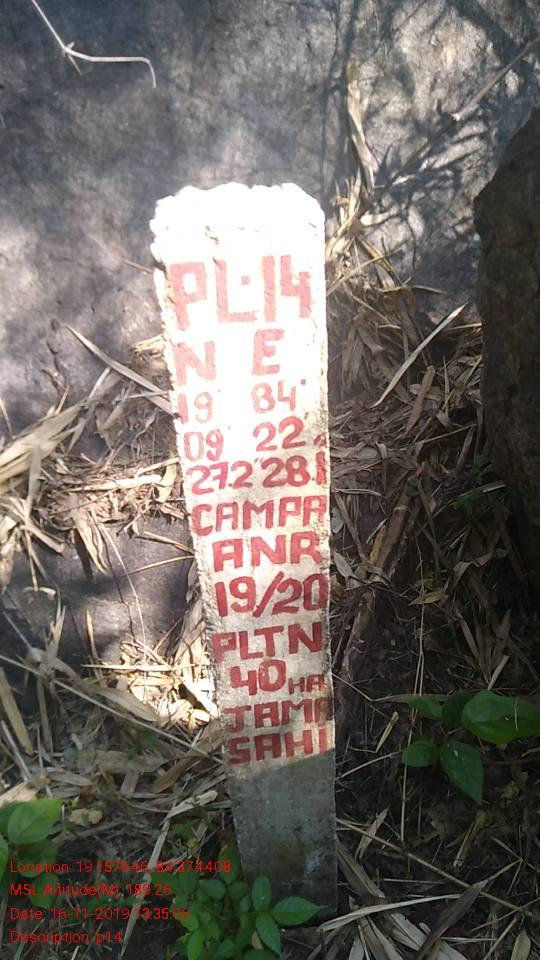 PL-14
N E
19° 84°
09' 22'
27.2 28.1
CAMPA
ANR
19/20
PLTN
40 HA
JAMA
SAHI
Location: 19.157646, 84.374408
MSL Altitude(M): 189.26
Date: 16-11-2019 13:35:06
Description: p14